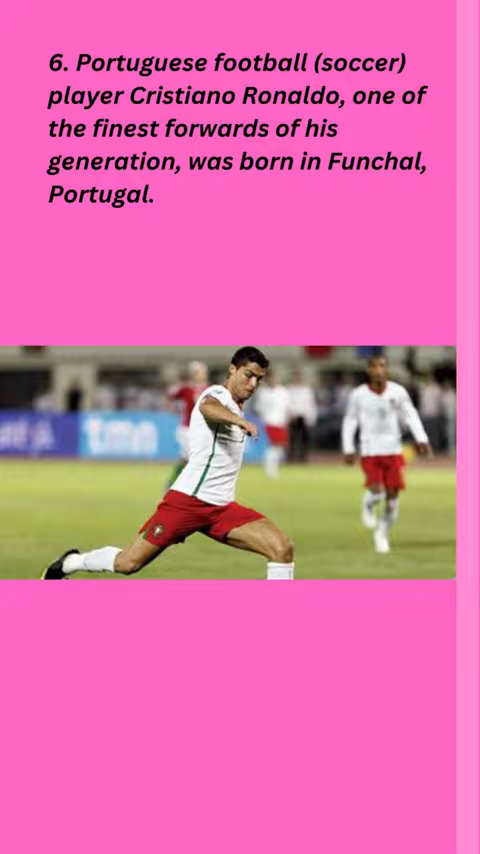 6. Portuguese football (soccer)
player Cristiano Ronaldo, one of
the finest forwards of his
generation, was born in Funchal,
Portugal.
tmn